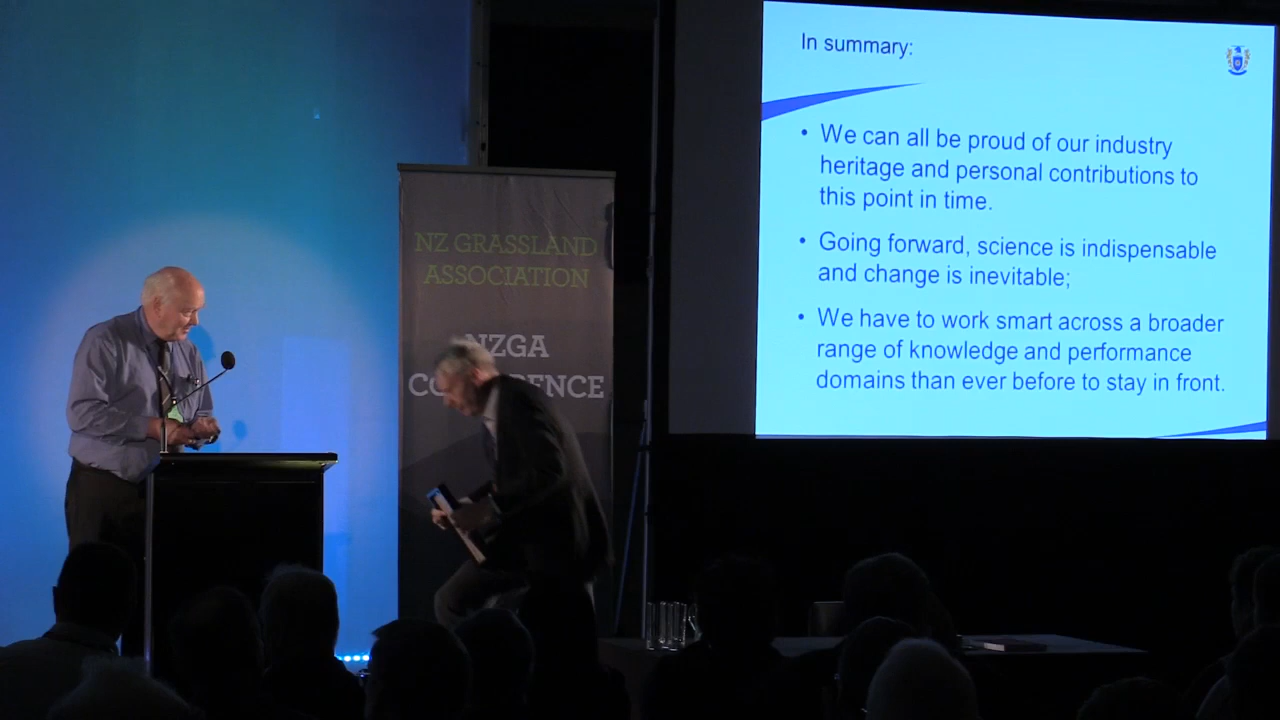 NZ GRASSLAND
ASSOCIATION
NZGA
In summary:
• We can all be proud of our industry
heritage and personal contributions to
this point in time.
• Going forward, science is indispensable
and change is inevitable;
• We have to work smart across a broader
range of knowledge and performance
domains than ever before to stay in front.